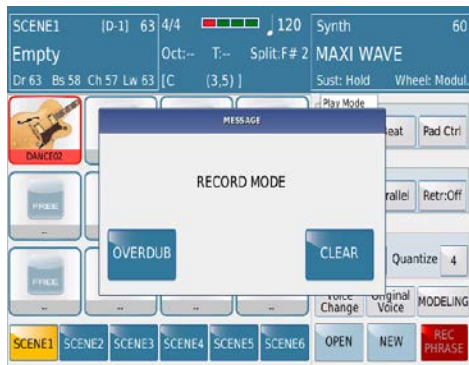 SCENE1 [D-1] 63 4/4 120 Synth 60
Empty Oct:-- T:-- Split:F# 2 MAXI WAVE
Dr 63 Bs 58 Ch 57 Lw 63 [C (3,5) ] Sust: Hold Wheel: Modul
Play Mode
MESSAGE
eat Pad Ctrl
DANCE02
RECORD MODE
FREE rallel Retr:Off
--
OVERDUB CLEAR Quantize 4
FREE
Voice Change Original Voice MODELING
-- -- -- --
SCENE1 SCENE2 SCENE3 SCENE4 SCENE5 SCENE6 OPEN NEW REC PHRASE